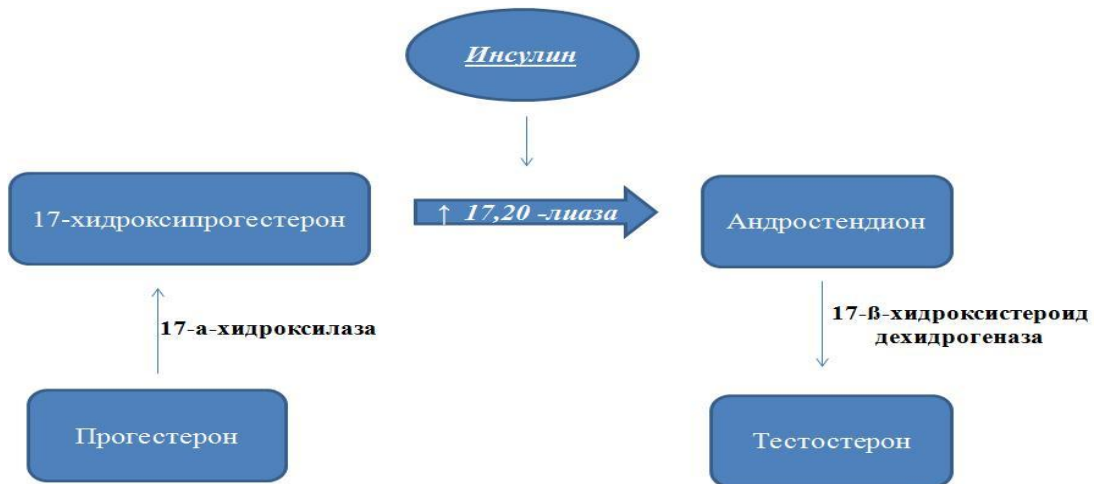 Инсулин
17-хидроксипрогестерон
↑ 17,20 -лиаза
Андростендион
17-а-хидроксилаза
17-ß-хидроксистероид
дехидрогеназа
Прогестерон
Тестостерон